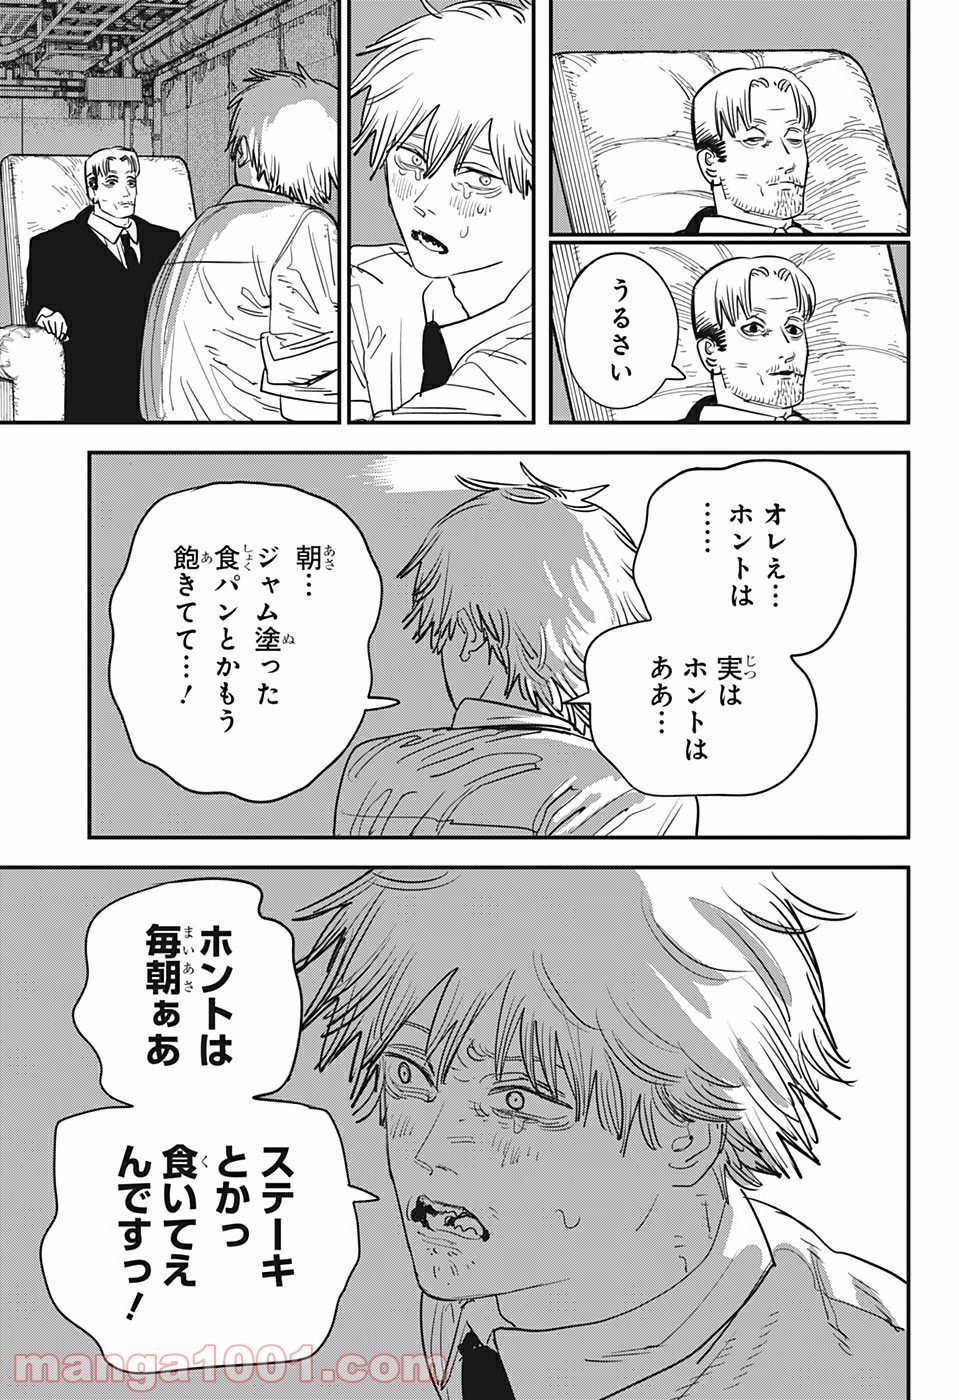 うるさい
オレぇ…
ホントは
……
実は
ホントは
ああ…
朝…
ジャム塗った
食パンとかもう
飽きてて…！
ホントは
毎朝ぁあ
ステーキ
とかっ
食いてえ
んですっ！
manga1001.com